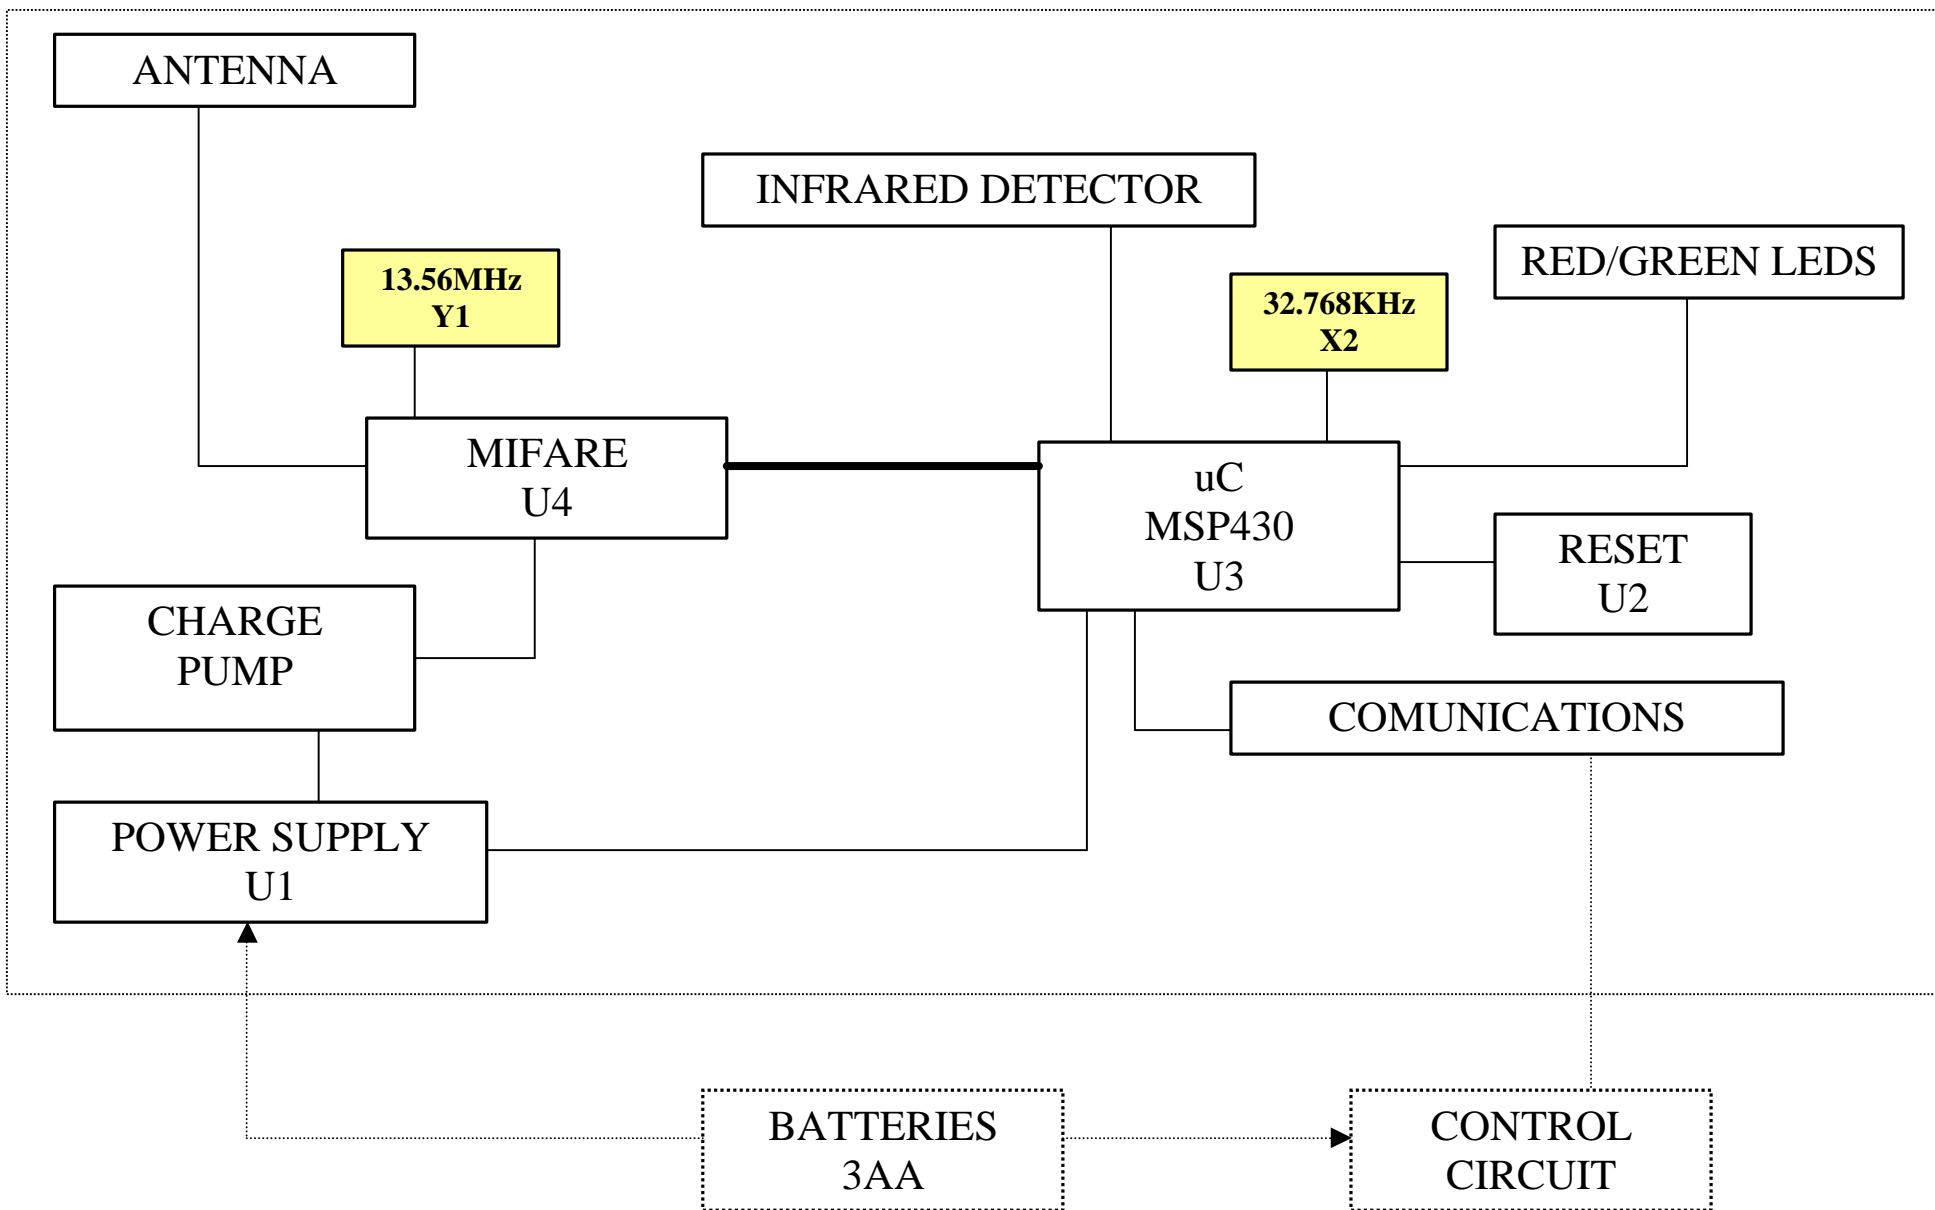 ANTENNA
INFRARED DETECTOR
RED/GREEN LEDS
13.56MHz
Y1
32.768KHz
X2
MIFARE
U4
uC
MSP430
U3
RESET
U2
CHARGE
PUMP
COMUNICATIONS
POWER SUPPLY
U1
BATTERIES
3AA
CONTROL
CIRCUIT